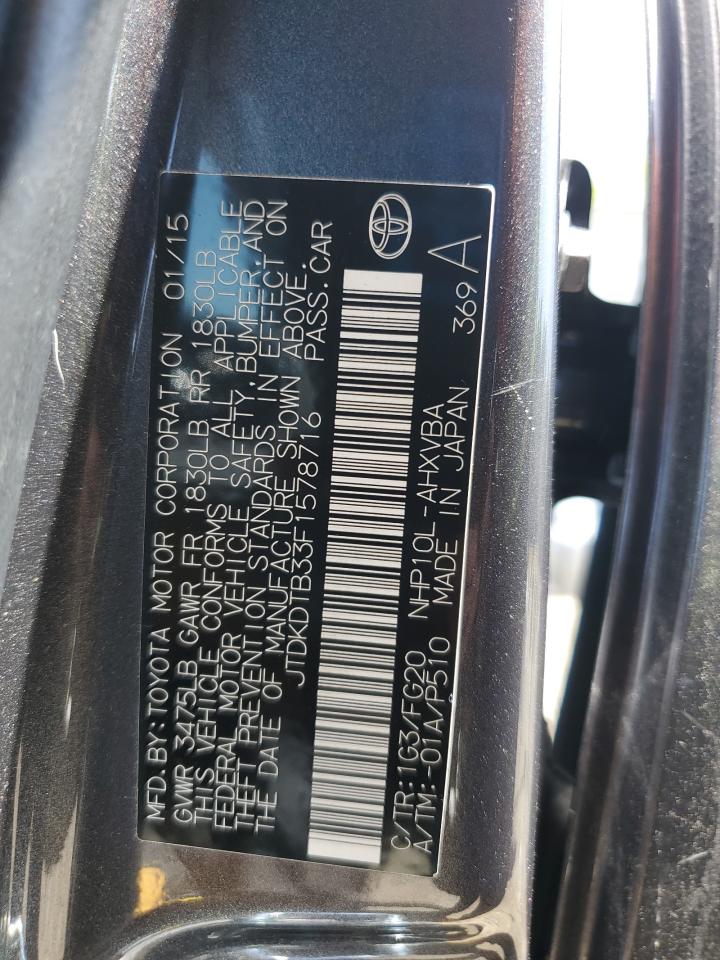 MFD. BY: TOYOTA MOTOR CORPORATION 01/15
GVWR 3475LB GAWR FR 1830LB RR 1830LB
THIS VEHICLE CONFORMS TO ALL APPLICABLE
FEDERAL MOTOR VEHICLE SAFETY, BUMPER, AND
THEFT PREVENTION STANDARDS IN EFFECT ON
THE DATE OF MANUFACTURE SHOWN ABOVE.
JTDKDTB33F1578716 PASS. CAR
C/TR: 1G3/FG20 NHP10L-AHXVBA 369 A
A/TM: -01A/P510 MADE IN JAPAN